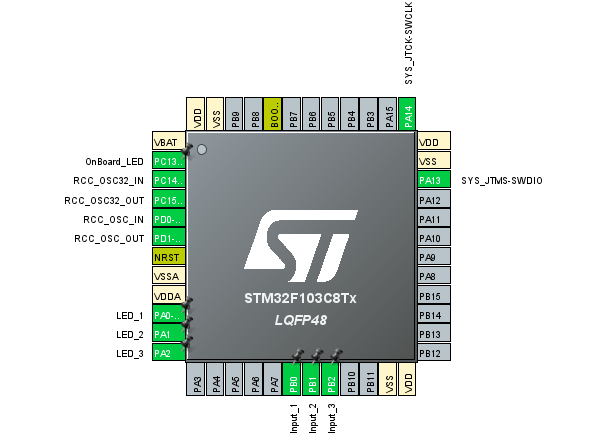 SYS_JTCK-SWCLK
VDD
VSS
PB9
PB8
BOO..
PB7
PB6
PB5
PB4
PB3
PA15
PA14
VBAT
OnBoard_LED
PC13..
RCC_OSC32_IN
PC14..
RCC_OSC32_OUT
PC15..
RCC_OSC_IN
PD0-..
RCC_OSC_OUT
PD1-..
NRST
VSSA
VDDA
LED_1
PA0-..
LED_2
PA1
LED_3
PA2
ST
STM32F103C8Tx
LQFP48
VDD
VSS
PA13
SYS_JTMS-SWDIO
PA12
PA11
PA10
PA9
PA8
PB15
PB14
PB13
PB12
PA3
PA4
PA5
PA6
PA7
PB0
PB1
PB2
PB10
PB11
VSS
VDD
Input_1
Input_2
Input_3